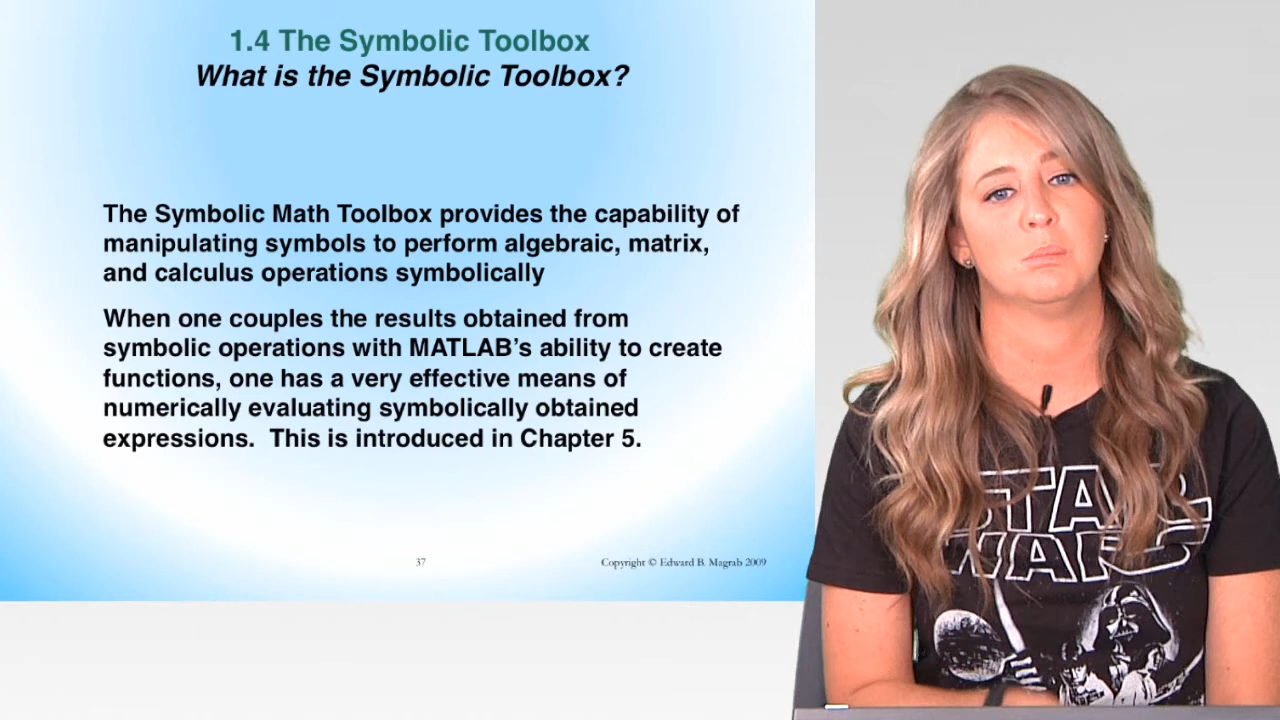 1.4 The Symbolic Toolbox
What is the Symbolic Toolbox?
The Symbolic Math Toolbox provides the capability of
manipulating symbols to perform algebraic, matrix,
and calculus operations symbolically
When one couples the results obtained from
symbolic operations with MATLAB’s ability to create
functions, one has a very effective means of
numerically evaluating symbolically obtained
expressions.  This is introduced in Chapter 5.
37
Copyright © Edward B. Magrab 2009
STAR
WARS